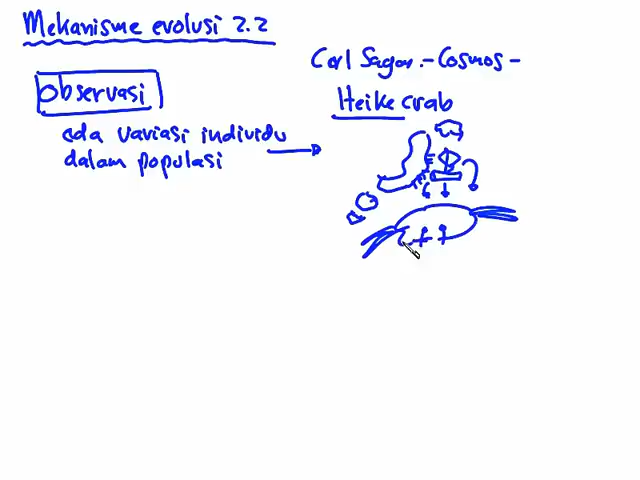 Mekanisme evolusi 2.2
Observasi
ada variasi individu
dalam populasi
Carl Sagan - Cosmos -
Heike crab